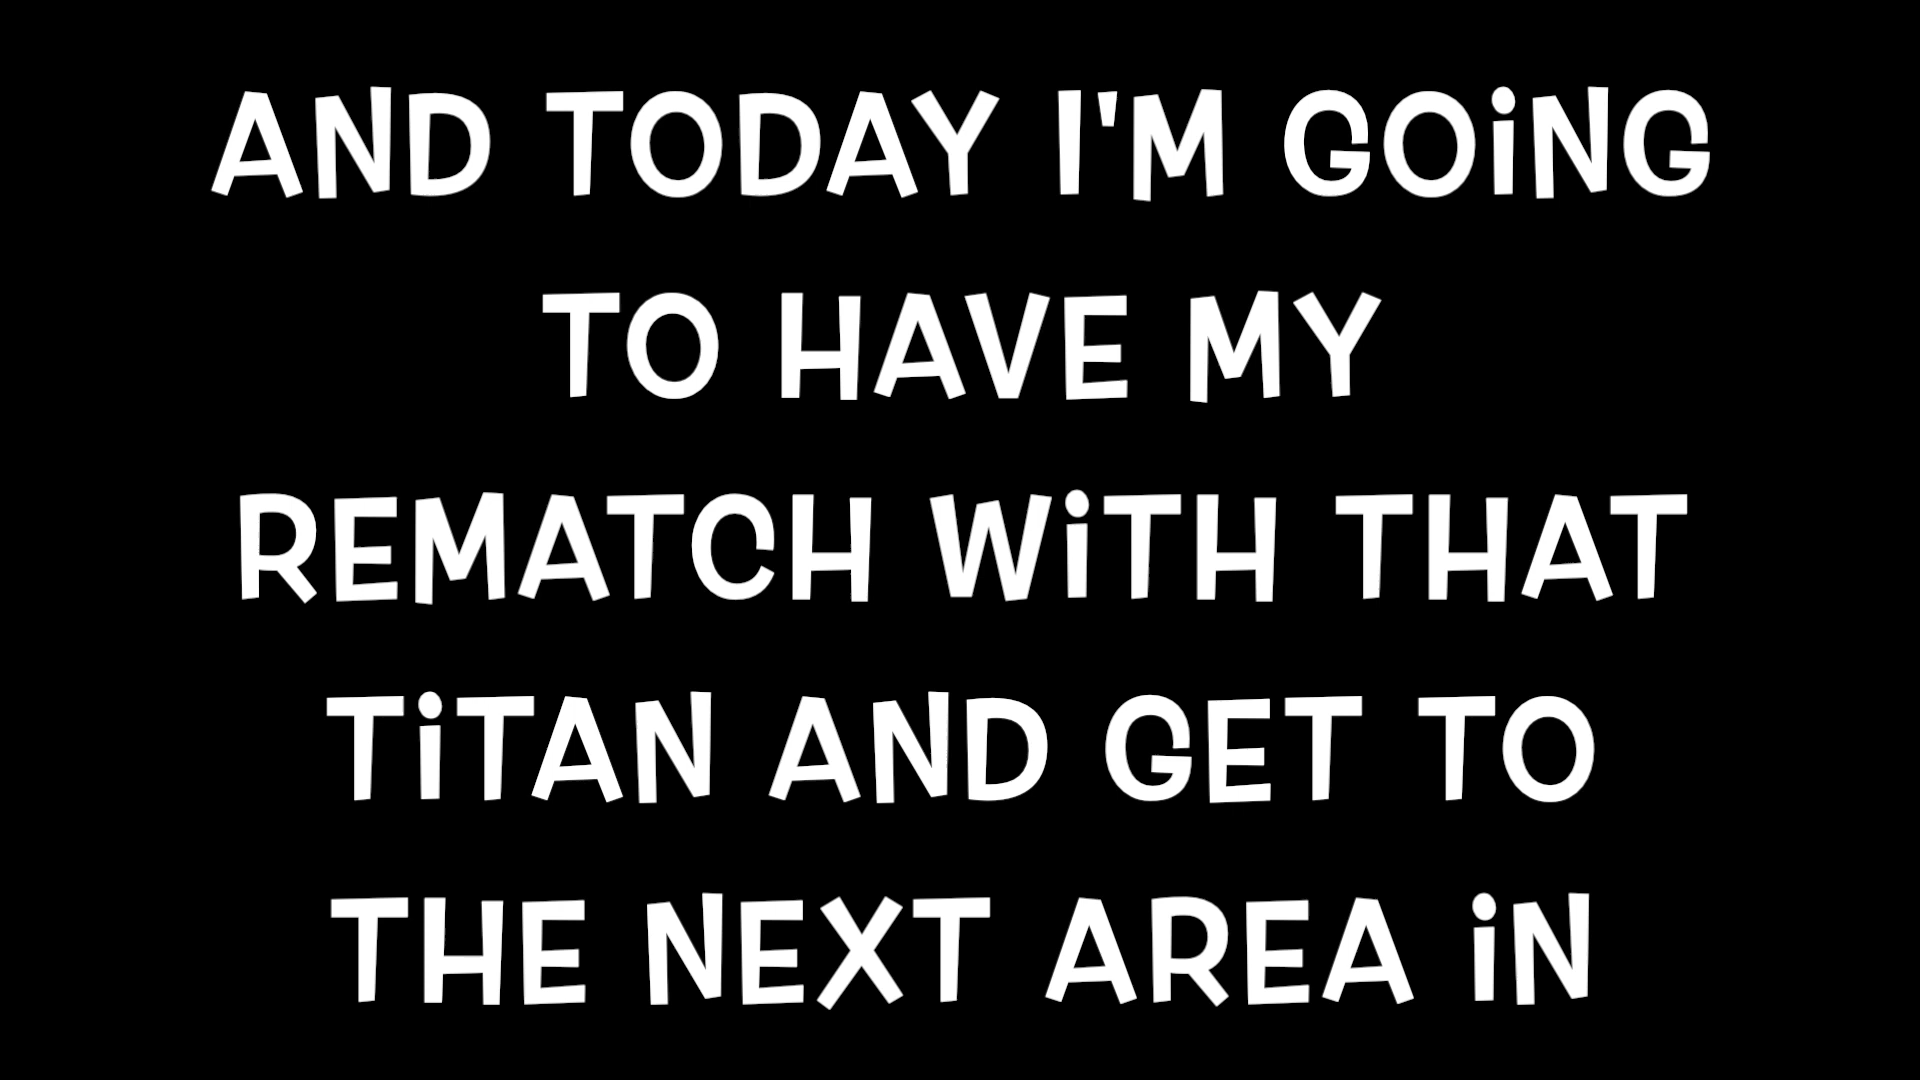 AND TODAY I'M GOiNG
TO HAVE MY
REMATCH WiTH THAT
TiTAN AND GET TO
THE NEXT AREA iN